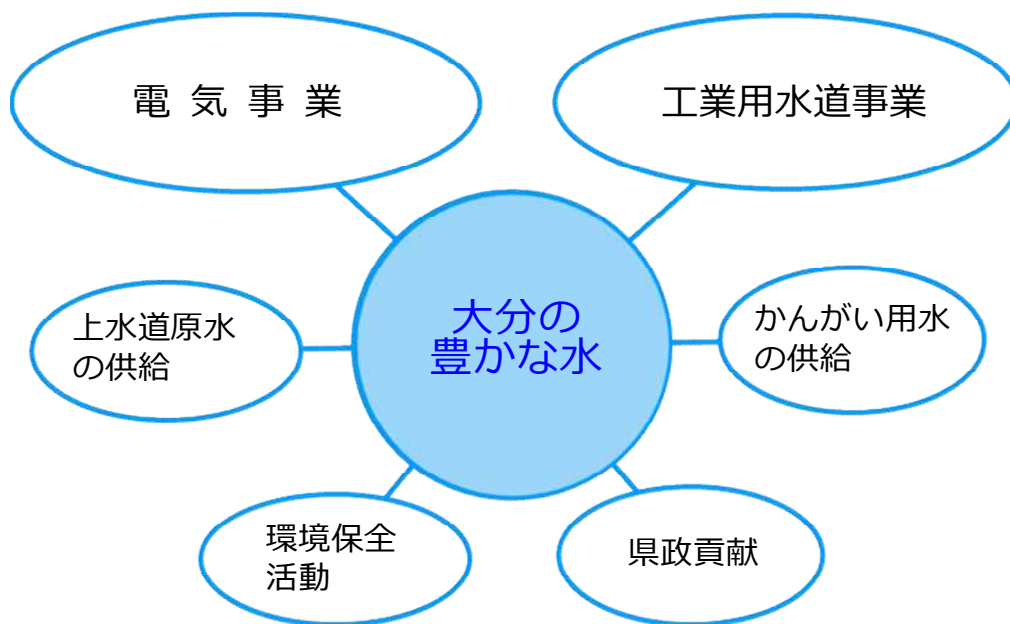 電 気 事 業
工業用水道事業
大分の
豊かな水
上水道原水
の供給
かんがい用水
の供給
環境保全
活動
県政貢献